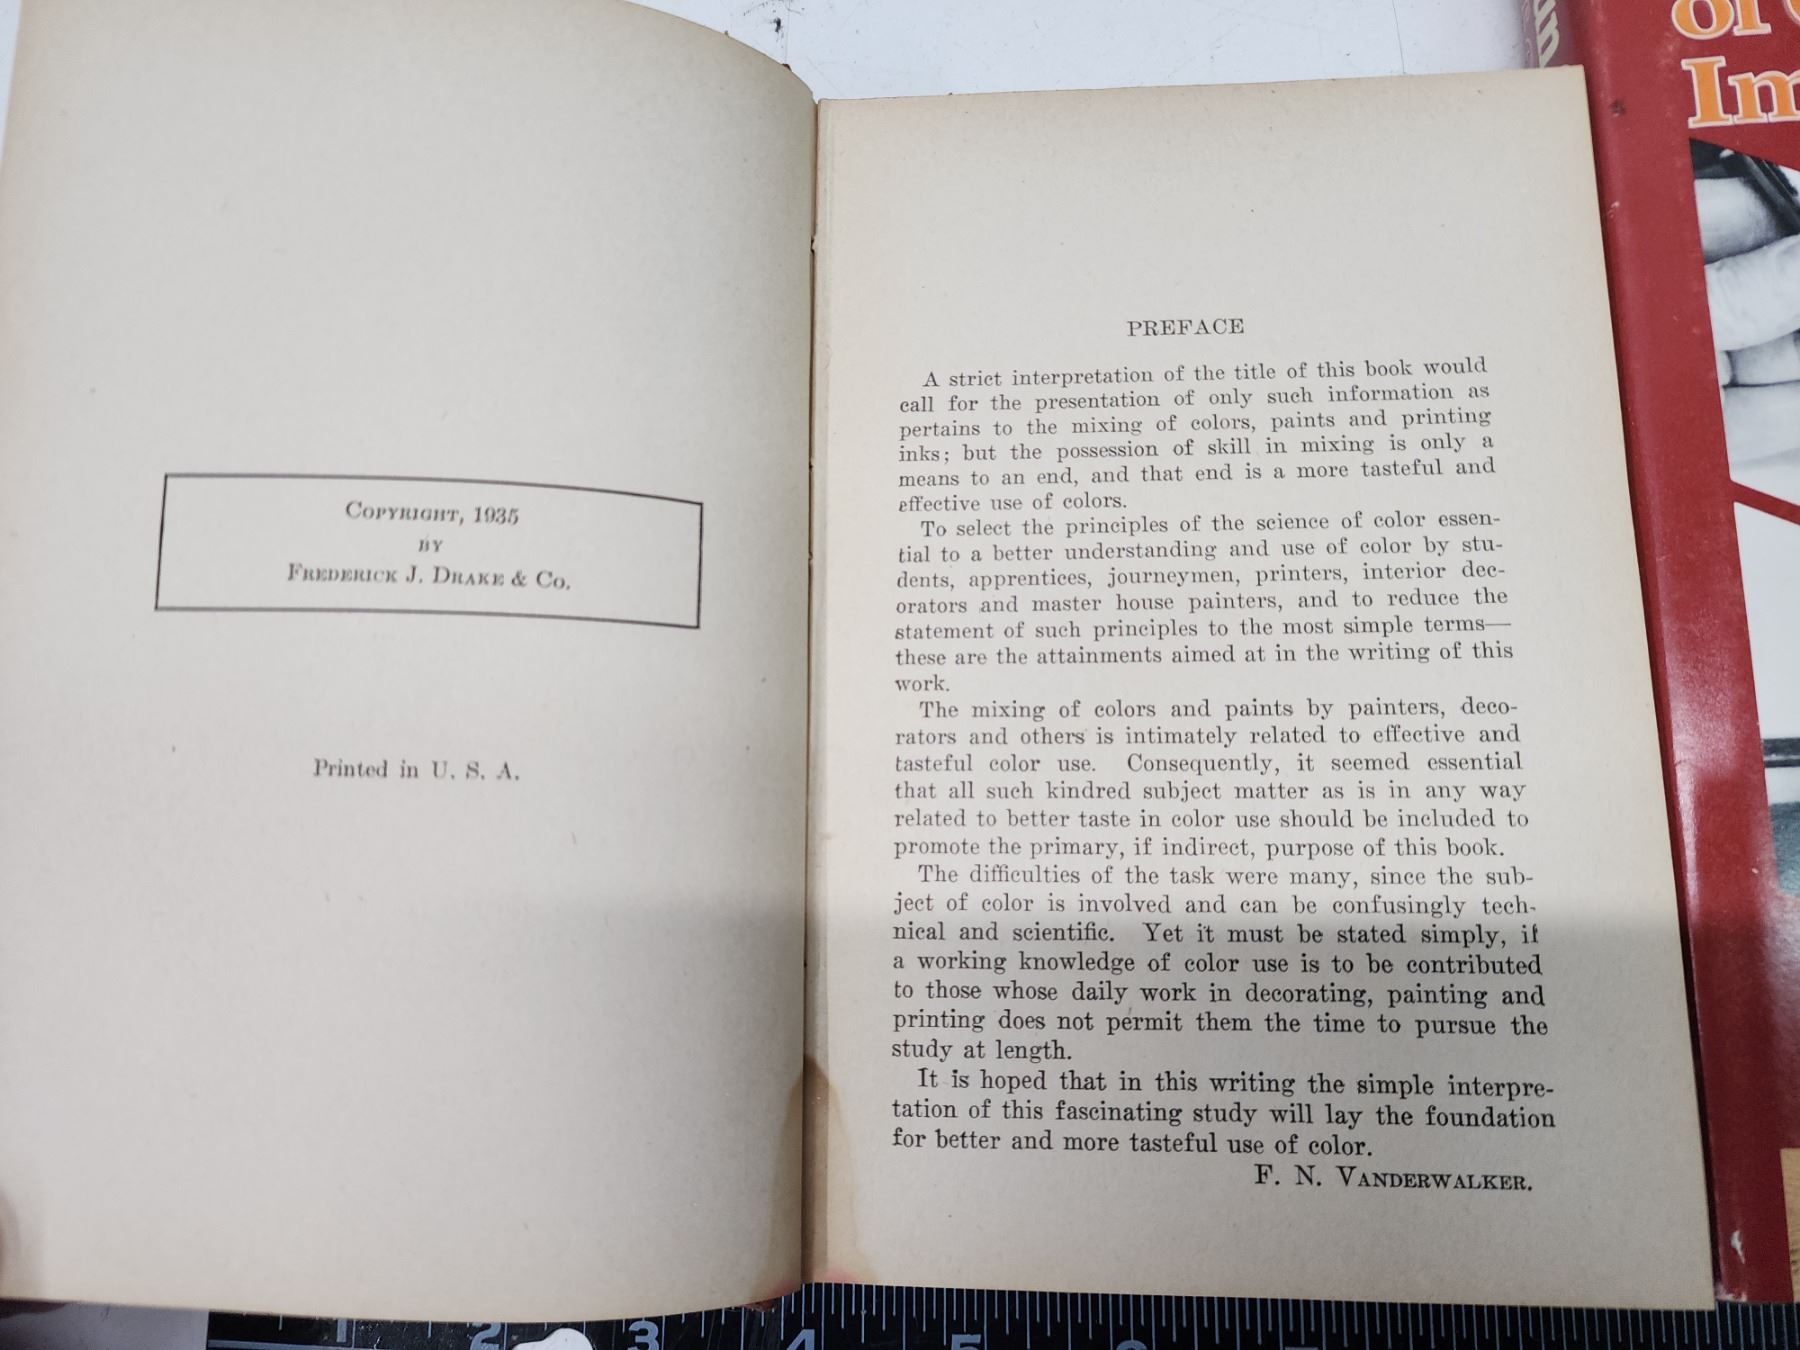 COPYRIGHT, 1935
BY
FREDERICK J. DRAKE & CO.
Printed in U. S. A.
PREFACE
A strict interpretation of the title of this book would
call for the presentation of only such information as
pertains to the mixing of colors, paints and printing
inks; but the possession of skill in mixing is only a
means to an end, and that end is a more tasteful and
effective use of colors.
To select the principles of the science of color essen-
tial to a better understanding and use of color by stu-
dents, apprentices, journeymen, printers, interior dec-
orators and master house painters, and to reduce the
statement of such principles to the most simple terms—
these are the attainments aimed at in the writing of this
work.
The mixing of colors and paints by painters, deco-
rators and others is intimately related to effective and
tasteful color use. Consequently, it seemed essential
that all such kindred subject matter as is in any way
related to better taste in color use should be included to
promote the primary, if indirect, purpose of this book.
The difficulties of the task were many, since the sub-
ject of color is involved and can be confusingly tech-
nical and scientific. Yet it must be stated simply, if
a working knowledge of color use is to be contributed
to those whose daily work in decorating, painting and
printing does not permit them the time to pursue the
study at length.
It is hoped that in this writing the simple interpre-
tation of this fascinating study will lay the foundation
for better and more tasteful use of color.
F. N. VANDERWALKER.
of
Im
1 2 3 4 5 6